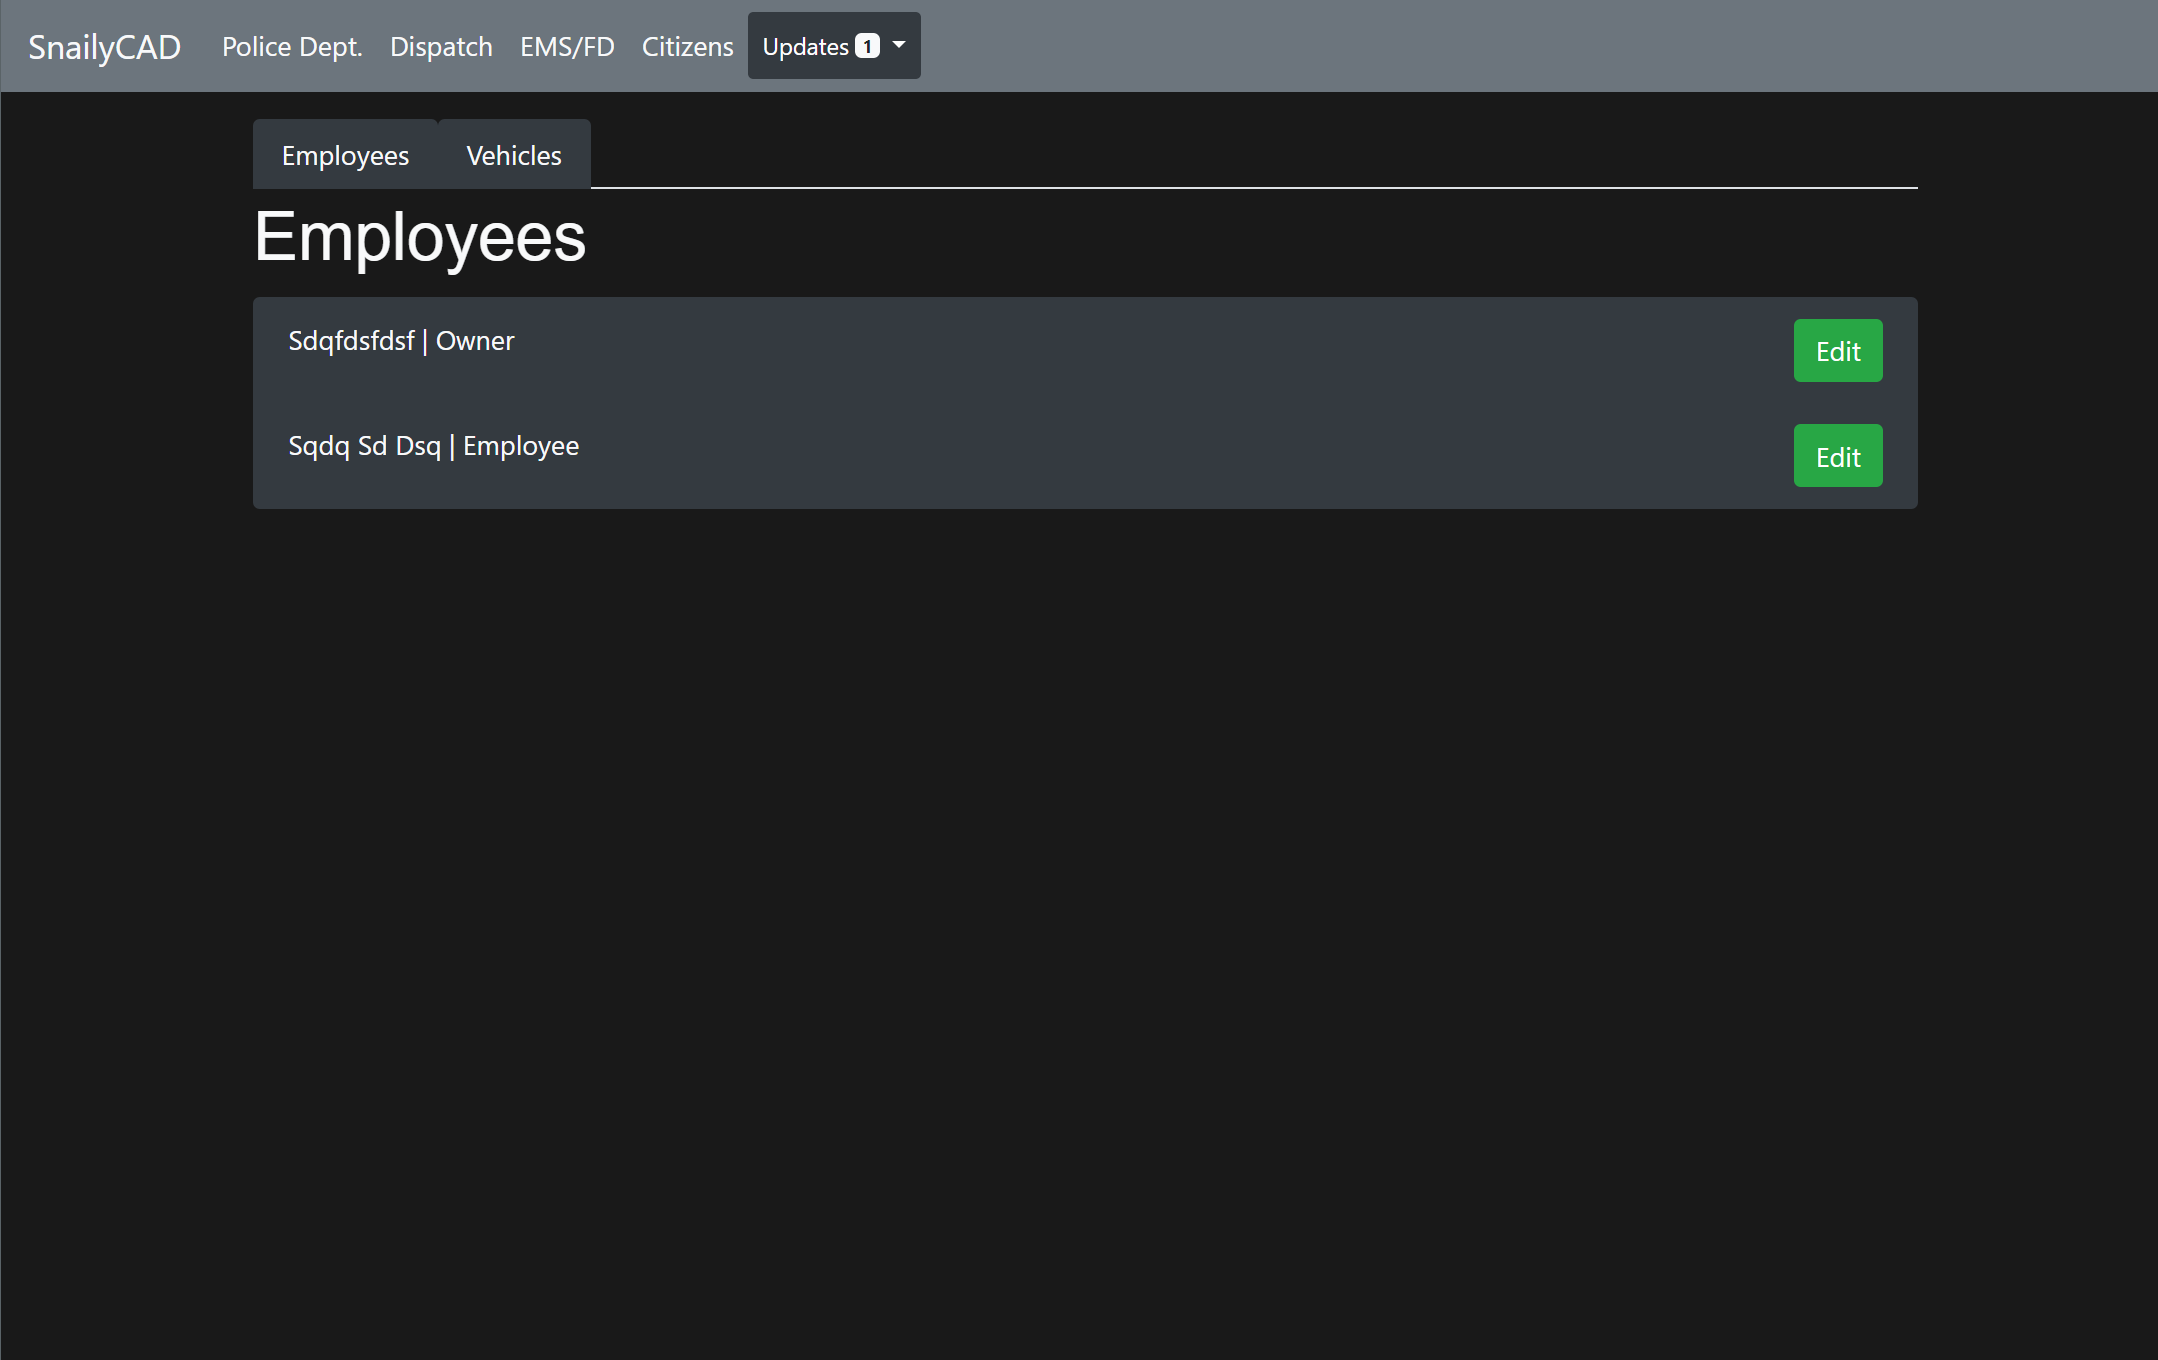 SnailyCAD Police Dept. Dispatch EMS/FD Citizens Updates 1
Employees Vehicles
Employees
Sdqfdsfdsf | Owner Edit
Sqdq Sd Dsq | Employee Edit